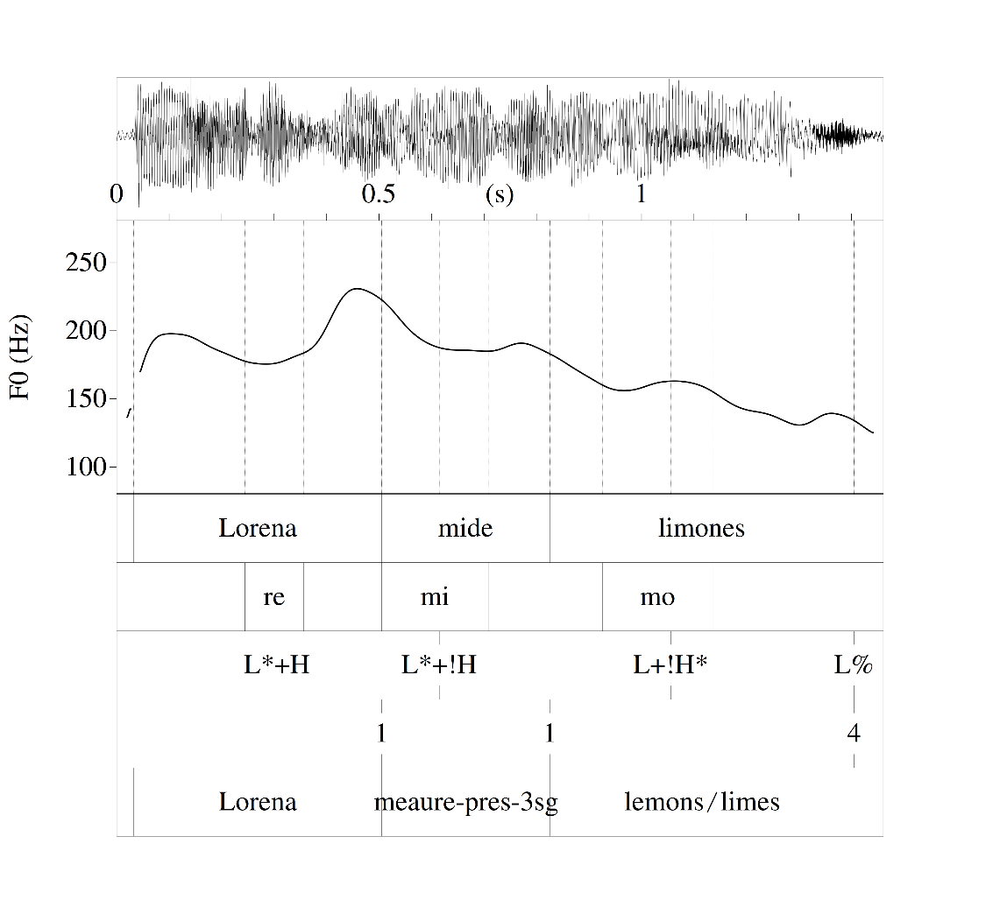 0 0.5 (s) 1
250
200
150
100
F0 (Hz)
Lorena mide limones
re mi mo
L*+H L*+!H L+!H* L%
1 1 4
Lorena meaure-pres-3sg lemons/limes